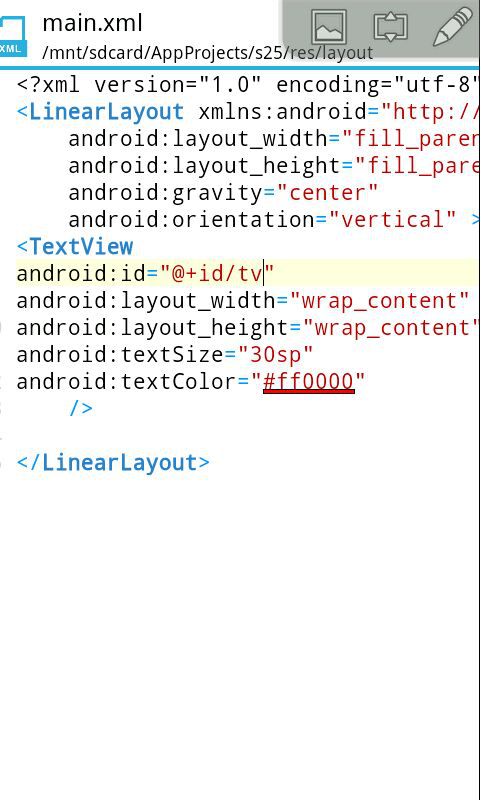 main.xml
XML
/mnt/sdcard/AppProjects/s25/res/layout
<?xml version="1.0" encoding="utf-8"
<LinearLayout xmlns:android="http://
android:layout_width="fill_paren
android:layout_height="fill_pare
android:gravity="center"
android:orientation="vertical" >
<TextView
android:id="@+id/tv"
android:layout_width="wrap_content"
android:layout_height="wrap_content"
android:textSize="30sp"
android:textColor="#ff0000"
/>
</LinearLayout>